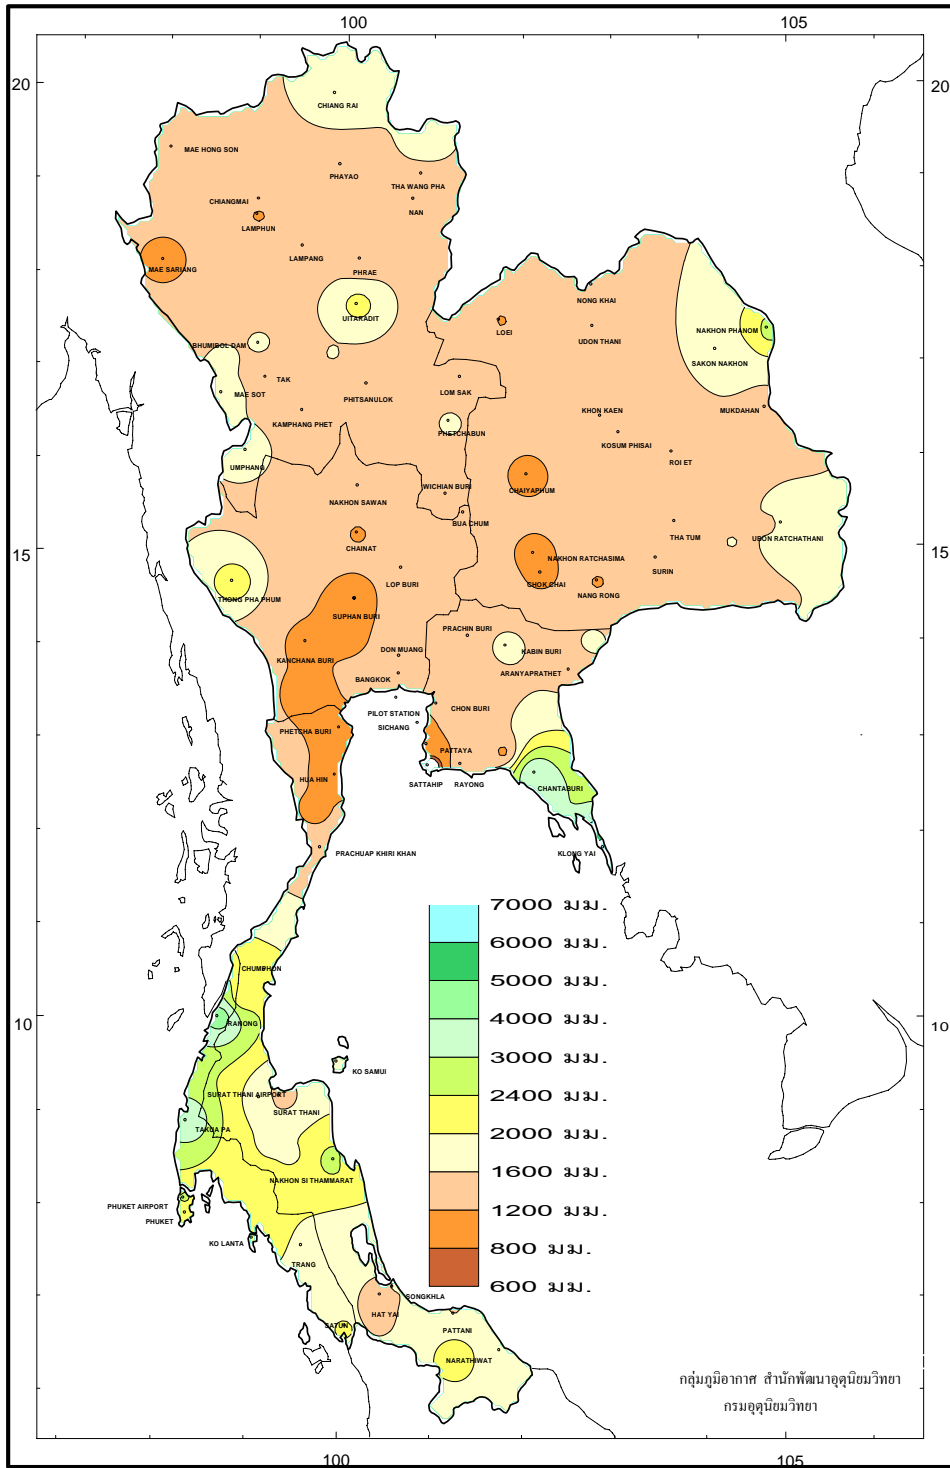 100 105
20 20
CHIANG RAI
MAE HONG SON
PHAYAO
THA WANG PHA
CHIANGMAI
NAN
LAMPHUN
LAMPANG
MAE SARIANG
PHRAE
NONG KHAI
UTTARADIT
LOEI
NAKHON PHANOM
UDON THANI
BHUMIBOL DAM
SAKON NAKHON
TAK
MAE SOT
PHITSANULOK
LOM SAK
MUKDAHAN
KHON KAEN
KAMPHANG PHET
PHETCHABUN
KOSUM PHISAI
ROI ET
UMPHANG
WICHIAN BURI
CHAIYAPHUM
NAKHON SAWAN
BUA CHUM
UBON RATCHATHANI
THA TUM
15 15
CHAINAT
NAKHON RATCHASIMA
SURIN
LOP BURI
CHOK CHAI
THONG PHA PHUM
NANG RONG
SUPHAN BURI
PRACHIN BURI
DON MUANG
KABIN BURI
KANCHANA BURI
ARANYAPRATHET
BANGKOK
CHON BURI
PILOT STATION
SICHANG
PHETCHA BURI
PATTAYA
HUA HIN
SATTAHIP RAYONG
CHANTABURI
PRACHUAP KHIRI KHAN
KLONG YAI
7000 มม.
6000 มม.
CHUMPHON
5000 มม.
10 10
RANONG
4000 มม.
3000 มม.
KO SAMUI
SURAT THANI AIRPORT
2400 มม.
SURAT THANI
TAKUA PA
2000 มม.
1600 มม.
NAKHON SI THAMMARAT
PHUKET AIRPORT
1200 มม.
PHUKET
KO LANTA
800 มม.
TRANG
600 มม.
SONGKHLA
HAT YAI
SATUN
PATTANI
NARATHIWAT
กลุ่มภูมิอากาศ สำนักพัฒนาอุตุนิยมวิทยา
กรมอุตุนิยมวิทยา
100 105